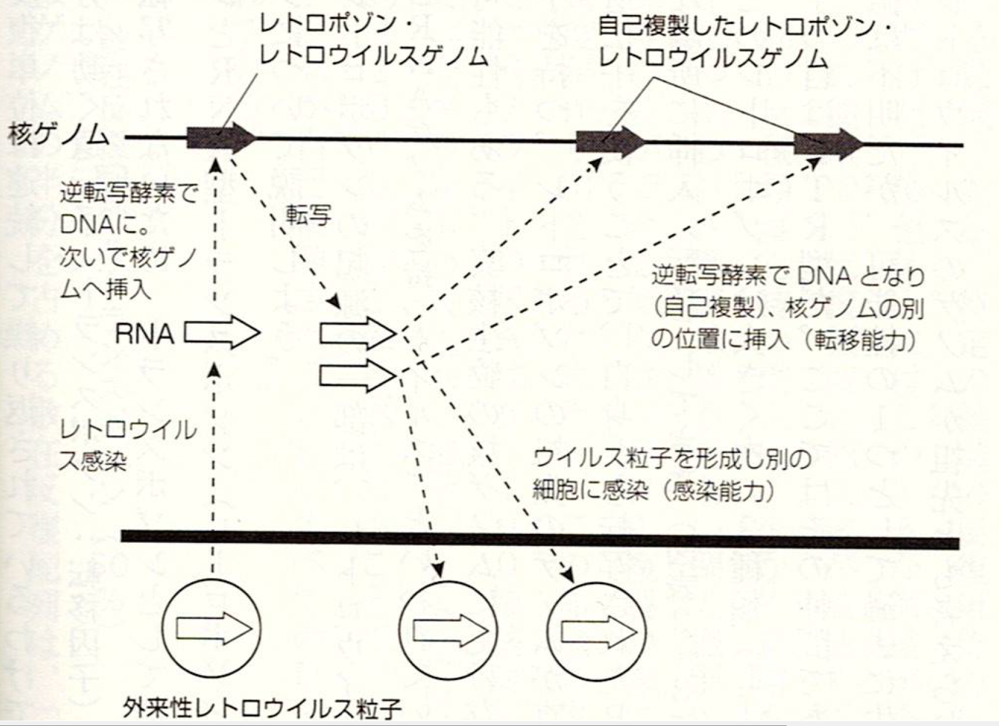 レトロポゾン・
レトロウイルスゲノム
自己複製したレトロポゾン・
レトロウイルスゲノム
核ゲノム
逆転写酵素で
DNAに。
次いで核ゲノ
ムへ挿入
転写
逆転写酵素で DNA となり
（自己複製）、核ゲノムの別
の位置に挿入（転移能力）
RNA
レトロウイル
ス感染
ウイルス粒子を形成し別の
細胞に感染（感染能力）
外来性レトロウイルス粒子